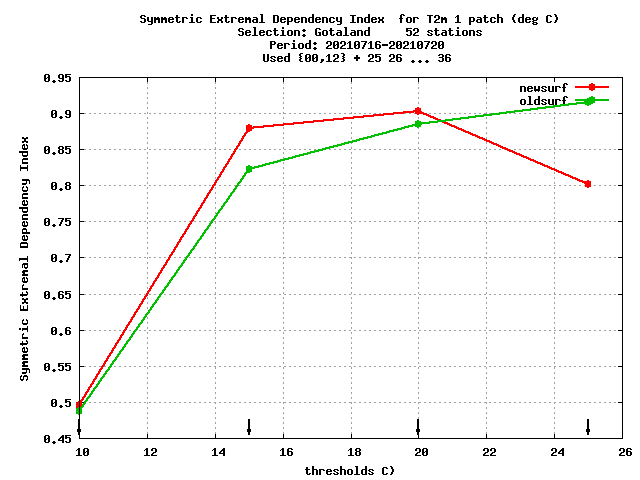 Symmetric Extremal Dependency Index  for T2m 1 patch (deg C)
Selection: Gotaland     52 stations
Period: 20210716-20210720
Used {00,12} + 25 26 ... 36
newsurf
oldsurf
Symmetric Extremal Dependency Index
0.95
0.9
0.85
0.8
0.75
0.7
0.65
0.6
0.55
0.5
0.45
10 12 14 16 18 20 22 24 26
thresholds C)